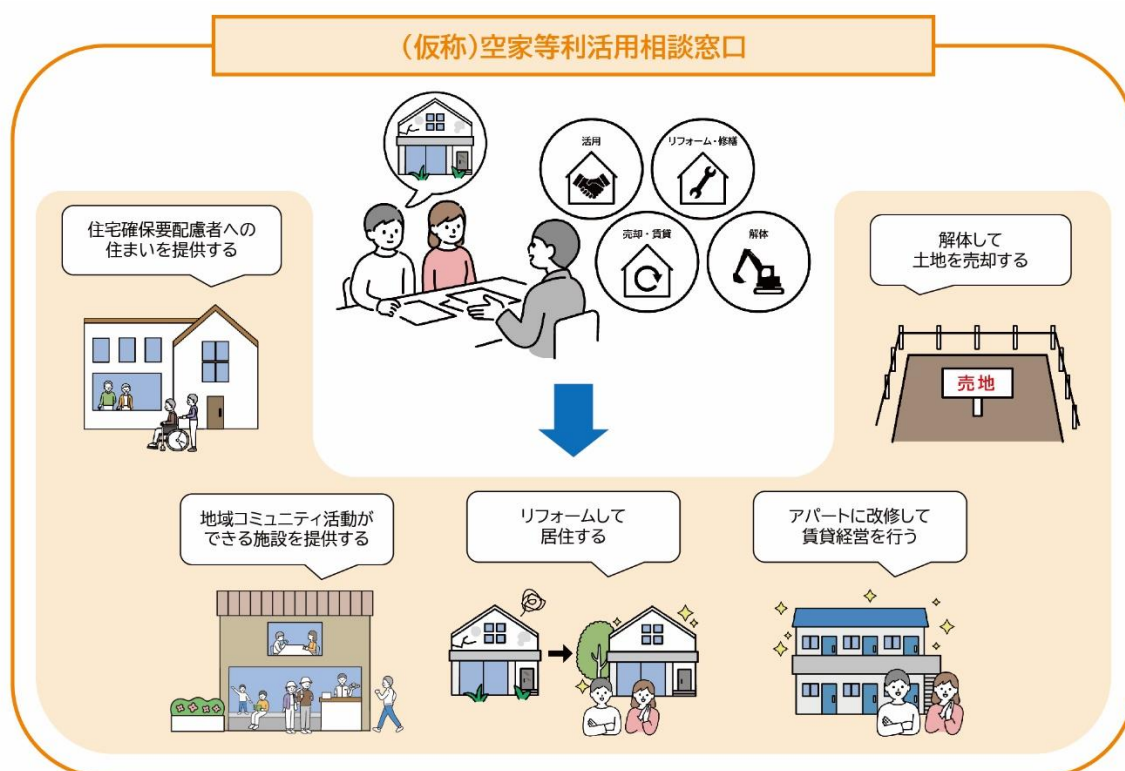 (仮称)空家等利活用相談窓口
活用
リフォーム・修繕
売却・賃貸
解体
住宅確保要配慮者への
住まいを提供する
解体して
土地を売却する
売地
地域コミュニティ活動が
できる施設を提供する
リフォームして
居住する
アパートに改修して
賃貸経営を行う